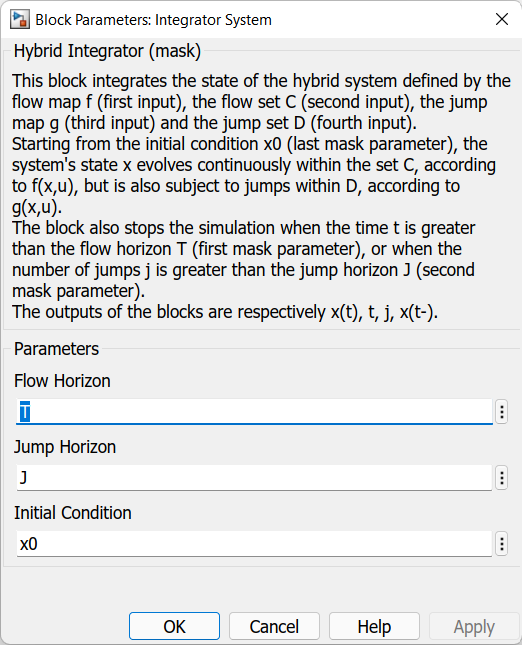 Block Parameters: Integrator System
Hybrid Integrator (mask)
This block integrates the state of the hybrid system defined by the
flow map f (first input), the flow set C (second input), the jump
map g (third input) and the jump set D (fourth input).
Starting from the initial condition x0 (last mask parameter), the
system's state x evolves continuously within the set C, according
to f(x,u), but is also subject to jumps within D, according to
g(x,u).
The block also stops the simulation when the time t is greater
than the flow horizon T (first mask parameter), or when the
number of jumps j is greater than the jump horizon J (second
mask parameter).
The outputs of the blocks are respectively x(t), t, j, x(t-).
Parameters
Flow Horizon
T
Jump Horizon
J
Initial Condition
x0
OK Cancel Help Apply